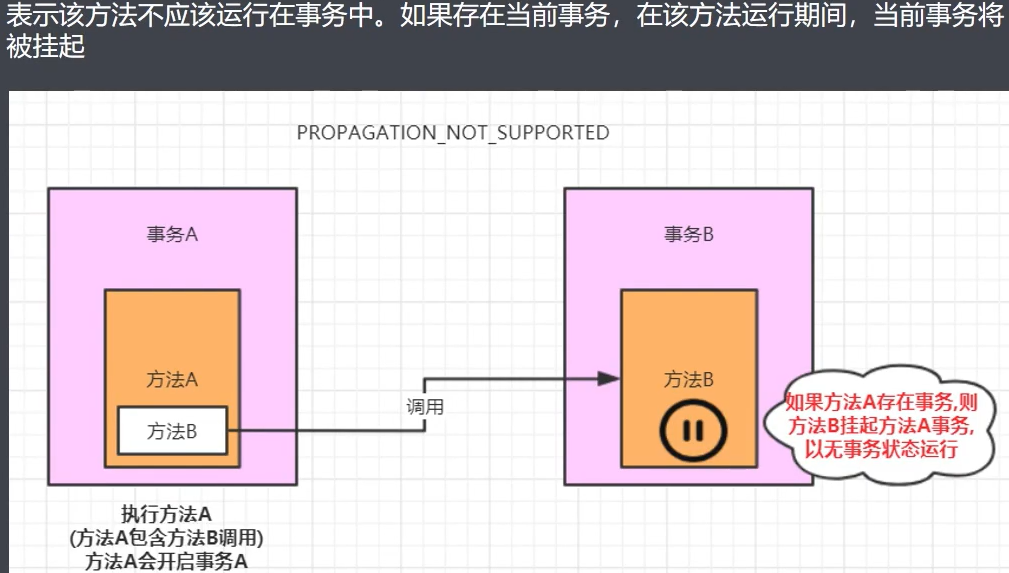 表示该方法不应该运行在事务中。如果存在当前事务，在该方法运行期间，当前事务将
被挂起
PROPAGATION_NOT_SUPPORTED
事务A
事务B
方法A
方法B
调用
方法B
如果方法A存在事务,则
方法B挂起方法A事务,
以无事务状态运行
执行方法A
(方法A包含方法B调用)
方法A会开启事务A